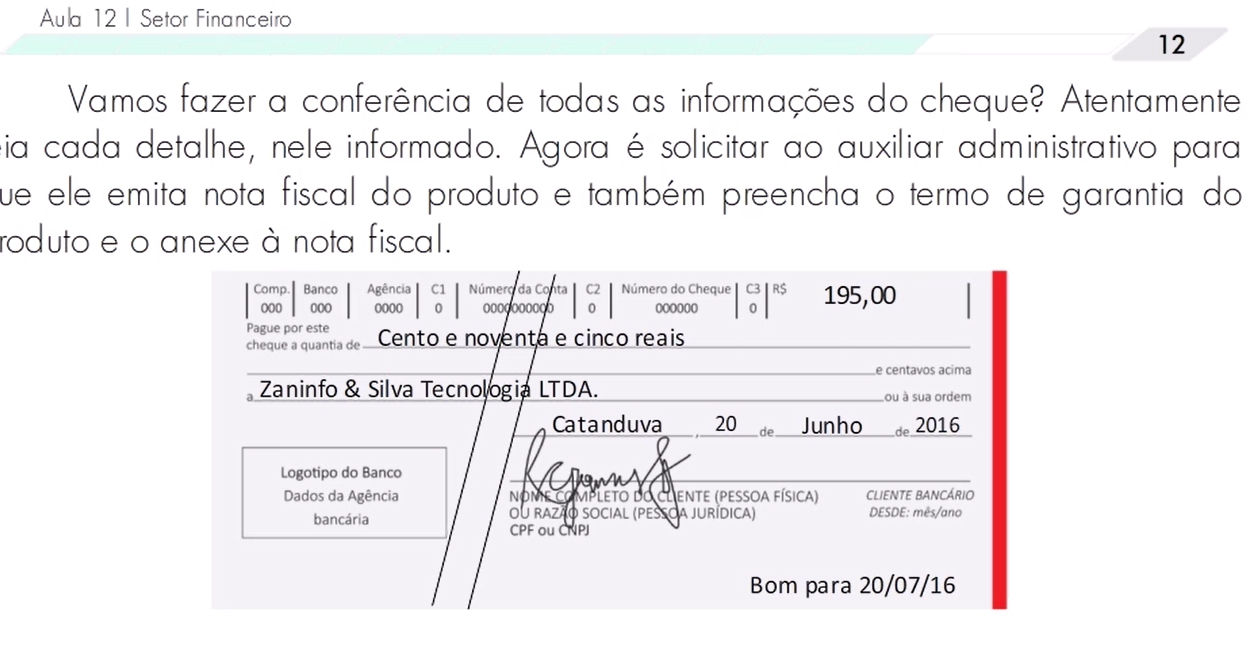 Aula 12 | Setor Financeiro
12
Vamos fazer a conferência de todas as informações do cheque? Atentamente
eia cada detalhe, nele informado. Agora é solicitar ao auxiliar administrativo para
ue ele emita nota fiscal do produto e também preencha o termo de garantia do
roduto e o anexe à nota fiscal.
Comp. Banco Agência C1 Número da Conta C2 Número do Cheque C3 R$ 195,00
000 000 0000 0 0000000000 0 000000 0
Pague por este
cheque a quantia de Cento e noventa e cinco reais
e centavos acima
a Zaninfo & Silva Tecnologia LTDA. ou à sua ordem
Catanduva , 20 de Junho de 2016
Logotipo do Banco
Dados da Agência
bancária
NOME COMPLETO DO CLIENTE (PESSOA FÍSICA)
OU RAZÃO SOCIAL (PESSOA JURÍDICA)
CPF ou CNPJ
CLIENTE BANCÁRIO
DESDE: mês/ano
Bom para 20/07/16